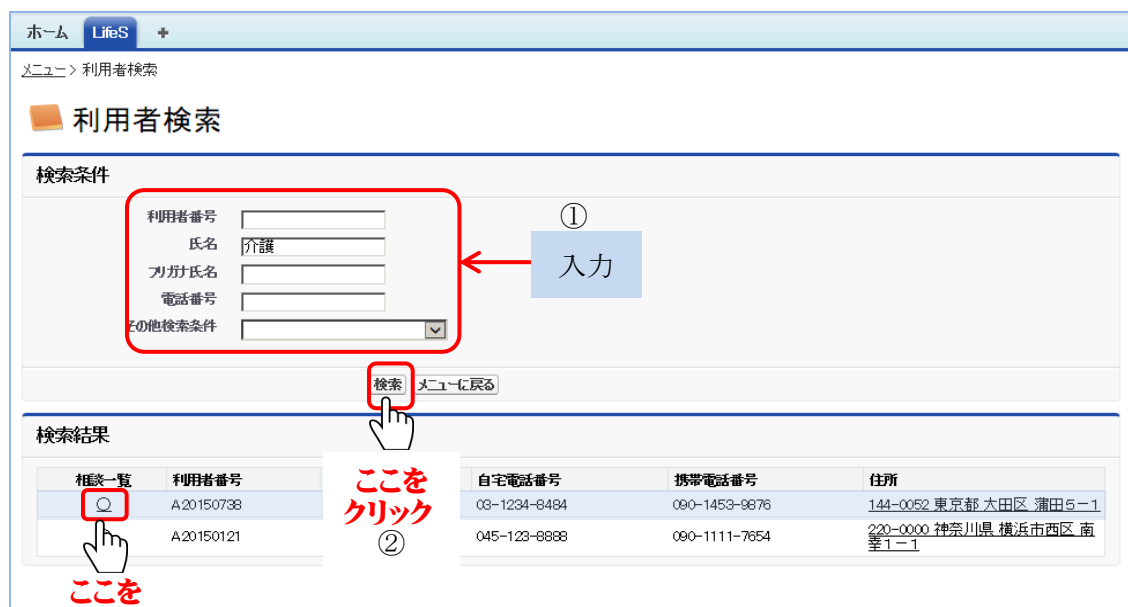 ホーム LifeS +
メニュー > 利用者検索
利用者検索
検索条件
利用者番号
①
氏名 介護
入力
フリガナ氏名
電話番号
その他検索条件
検索 メニューに戻る
検索結果
相談一覧 利用者番号 自宅電話番号 携帯電話番号 住所
○ A20150738 03-1234-8484 090-1453-9876 144-0052 東京都 大田区 蒲田5-1
A20150121 045-123-8888 090-1111-7654 220-0000 神奈川県 横浜市西区 南
幸1-1
ここを
クリック
②
ここを